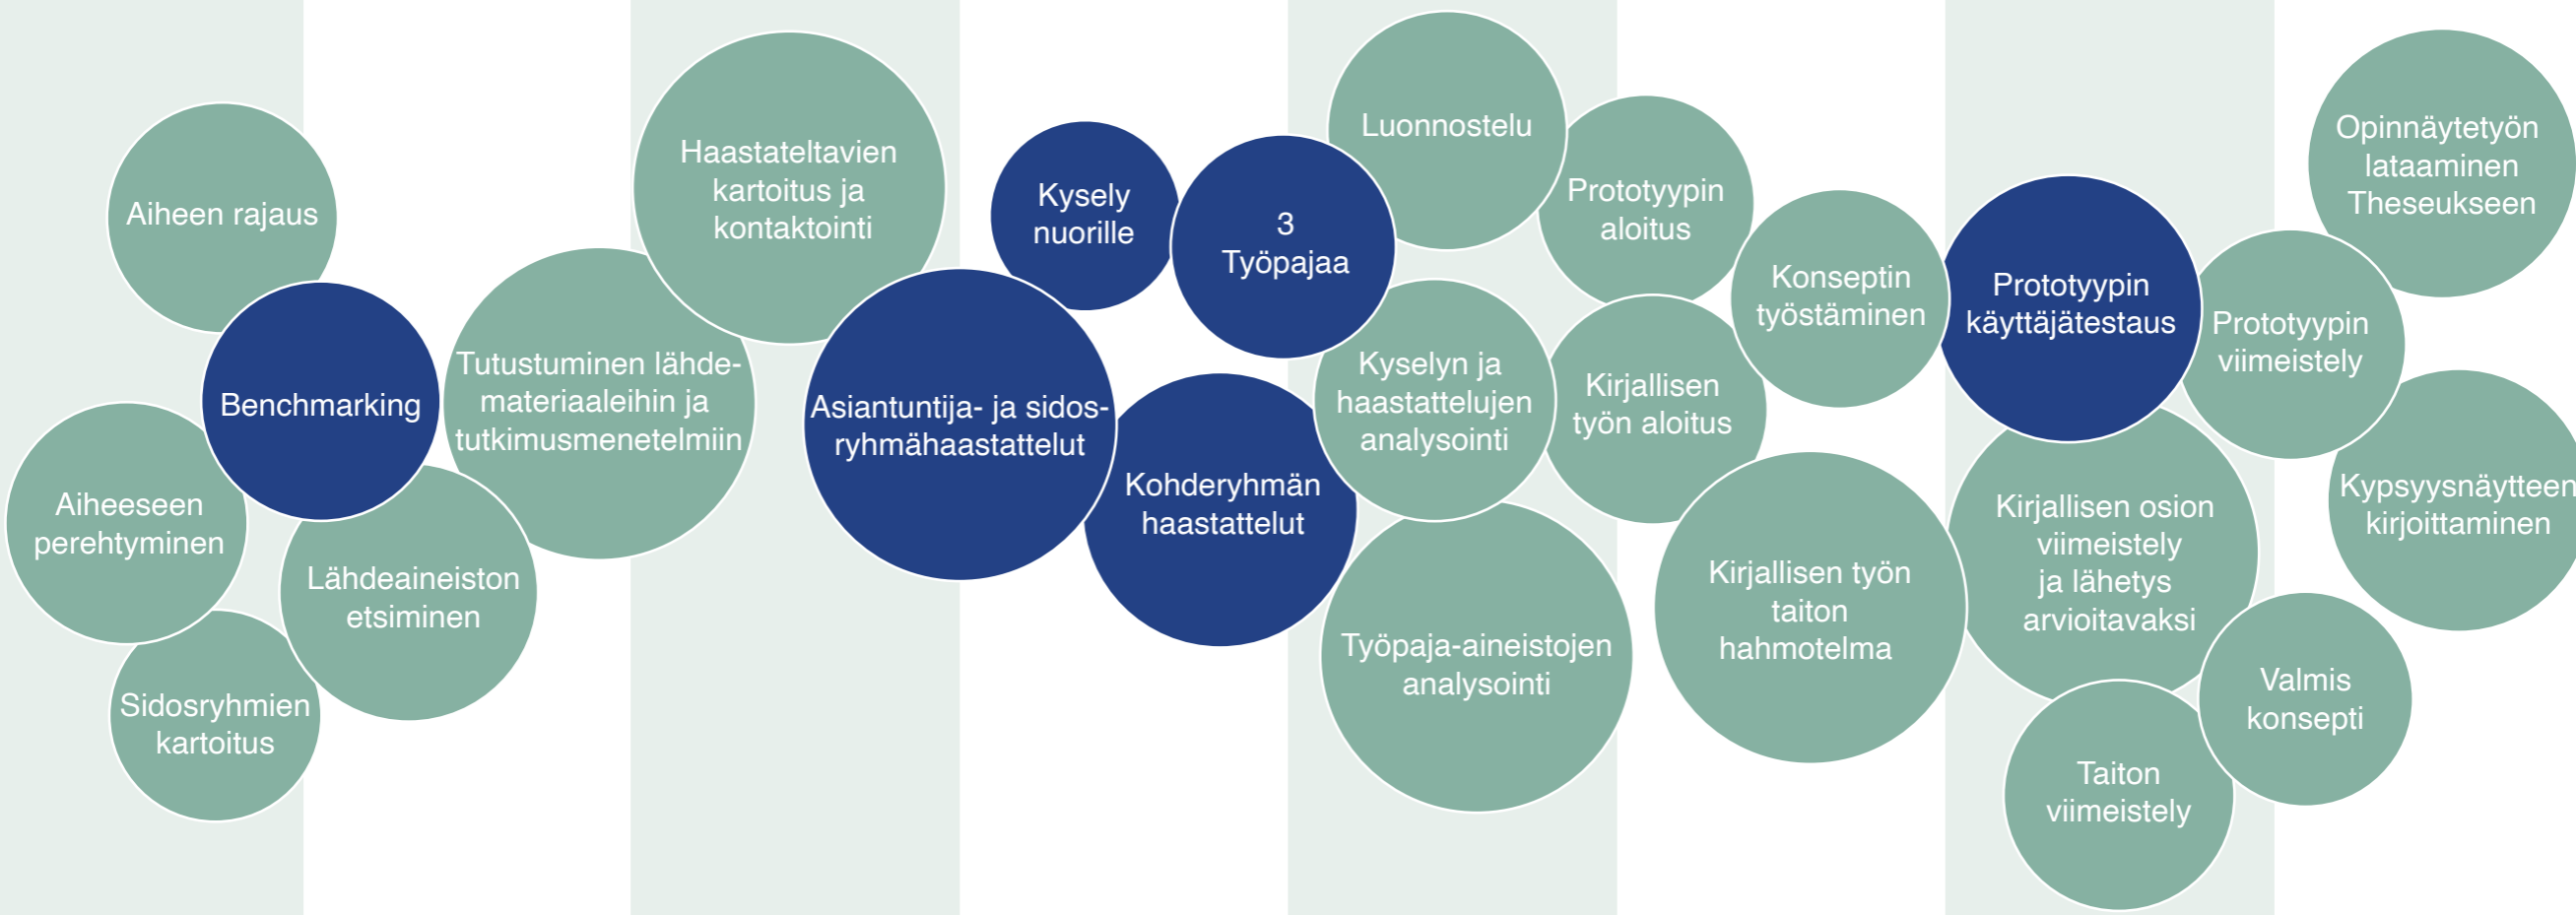 Aiheen rajaus
Benchmarking
Aiheeseen
perehtyminen
Sidosryhmien
kartoitus
Lähdeaineiston
etsiminen
Tutustuminen lähde-
materiaaleihin ja
tutkimusmenetelmiin
Haastateltavien
kartoitus ja
kontaktointi
Asiantuntija- ja sidos-
ryhmähaastattelut
Kysely
nuorille
3
Työpajaa
Kohderyhmän
haastattelut
Luonnostelu
Kyselyn ja
haastattelujen
analysointi
Työpaja-aineistojen
analysointi
Prototyypin
aloitus
Kirjallisen
työn aloitus
Konseptin
työstäminen
Kirjallisen työn
taiton
hahmotelma
Prototyypin
käyttäjätestaus
Kirjallisen osion
viimeistely
ja lähetys
arvioitavaksi
Taiton
viimeistely
Prototyypin
viimeistely
Valmis
konsepti
Opinnäytetyön
lataaminen
Theseukseen
Kypsyysnäytteen
kirjoittaminen